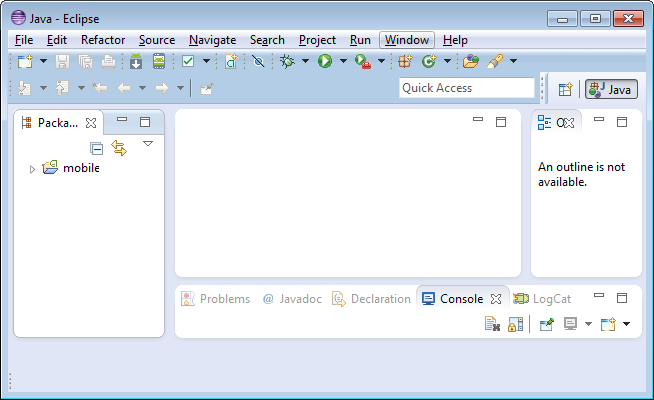 Java - Eclipse
File Edit Refactor Source Navigate Search Project Run Window Help
Quick Access
Java
Packa...
O
mobile
An outline is not
available.
Problems @ Javadoc Declaration Console LogCat